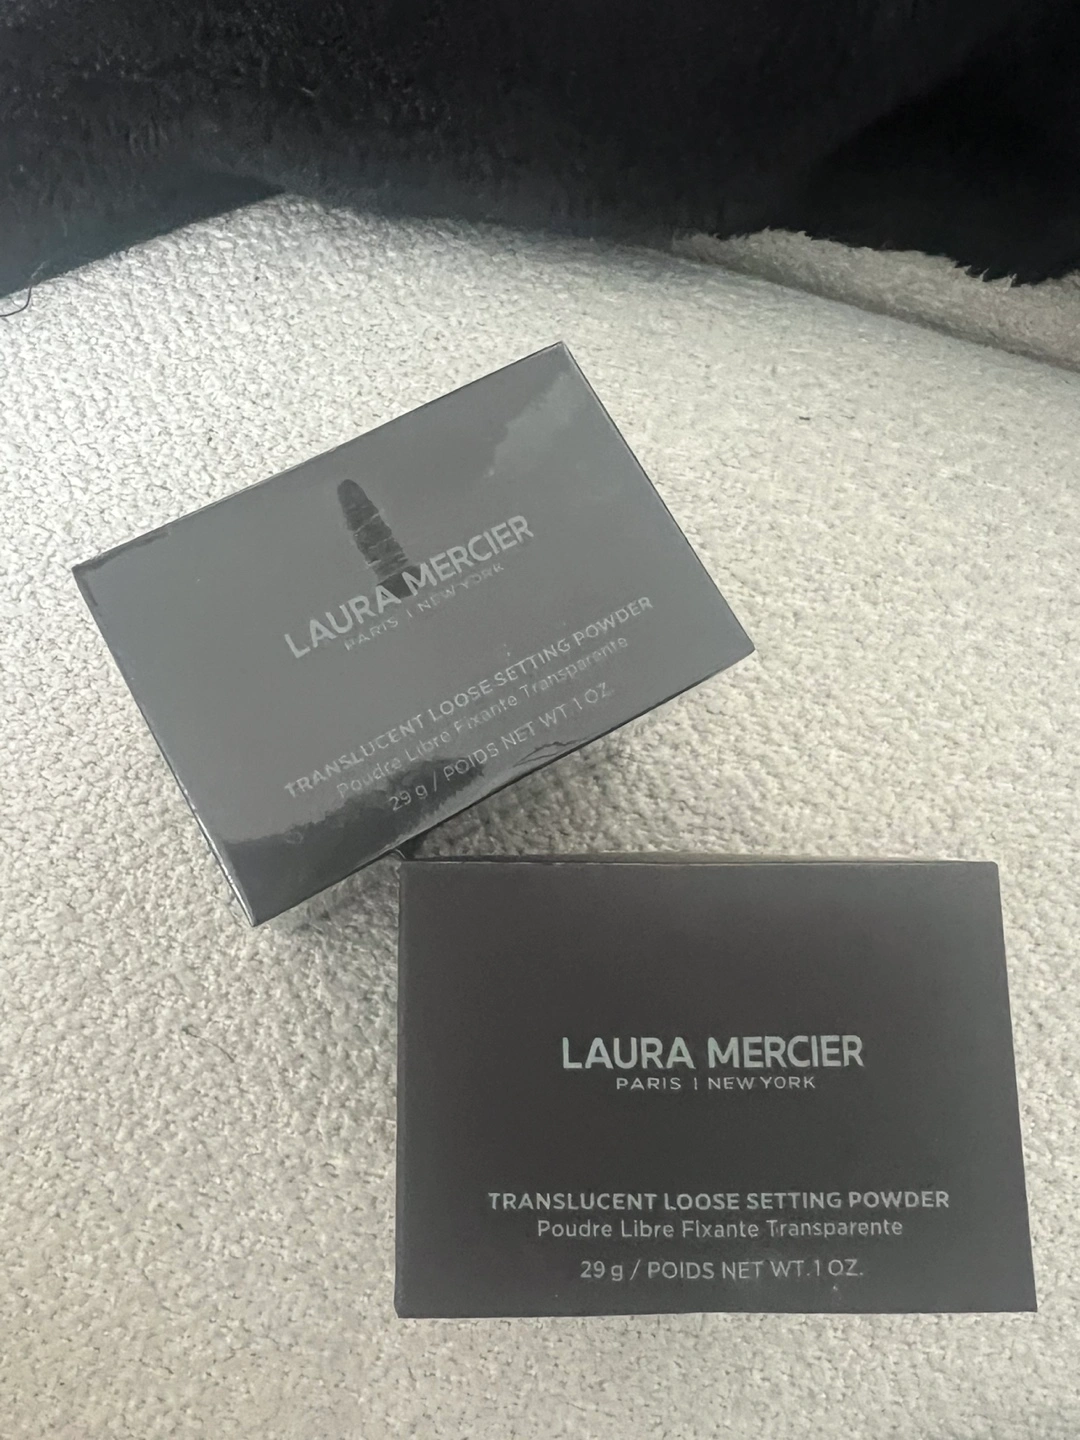 LAURA MERCIER
PARIS | NEW YORK
TRANSLUCENT LOOSE SETTING POWDER
Poudre Libre Fixante Transparente
29 g / POIDS NET WT 1 OZ.
LAURA MERCIER
PARIS | NEW YORK
TRANSLUCENT LOOSE SETTING POWDER
Poudre Libre FIxante Transparente
29 g / POIDS NET WT.1 OZ.